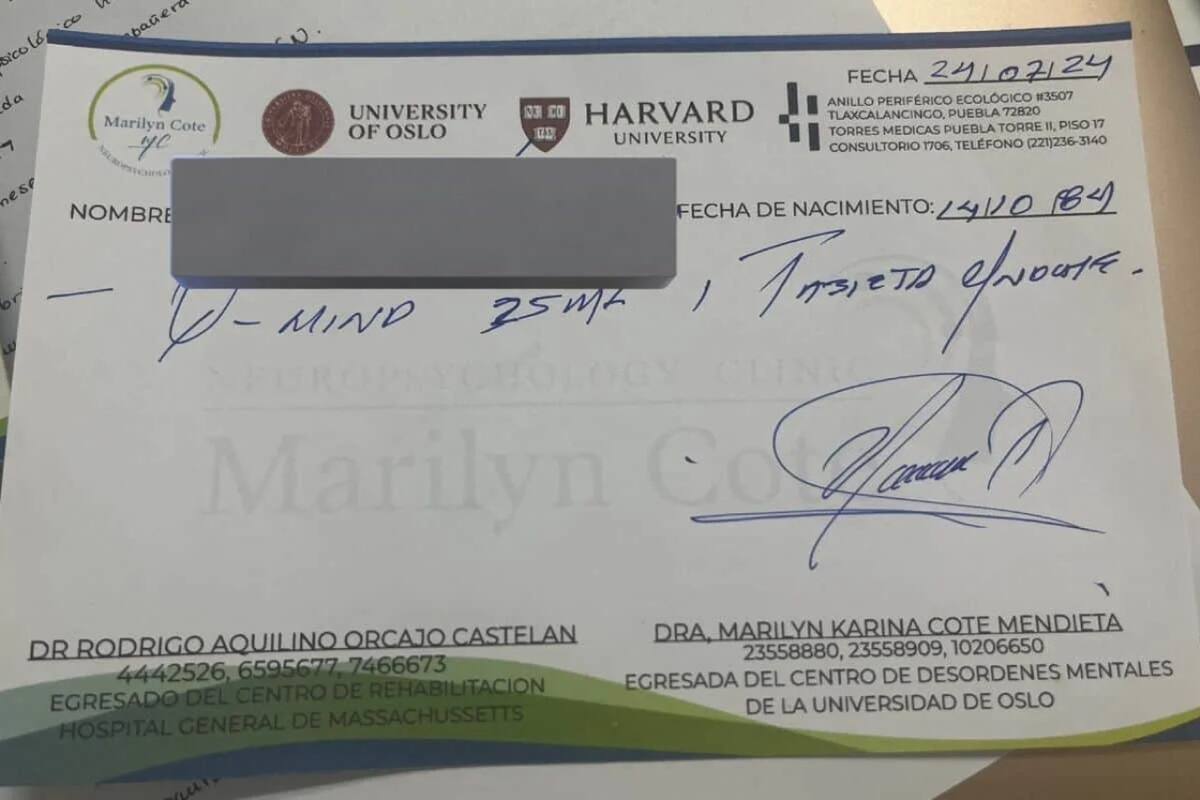 Marilyn Cote
UNIVERSITY
OF OSLO
HARVARD
UNIVERSITY
FECHA 24/07/24
ANILLO PERIFÉRICO ECOLÓGICO #3507
TLAXCALANCINGO, PUEBLA 72820
TORRES MEDICAS PUEBLA TORRE II, PISO 17
CONSULTORIO 1706, TELÉFONO (221)236-3140
NOMBRE
FECHA DE NACIMIENTO: 14/10/84
- MIND 25 1 TABLETA
NEUROPSYCHOLOGY CLINIC
Marilyn Cote
DR RODRIGO AQUILINO ORCAJO CASTELAN
4442526, 6595677, 7466673
EGRESADO DEL CENTRO DE REHABILITACION
HOSPITAL GENERAL DE MASSACHUSSETTS
DRA, MARILYN KARINA COTE MENDIETA
23558880, 23558909, 10206650
EGRESADA DEL CENTRO DE DESORDENES MENTALES
DE LA UNIVERSIDAD DE OSLO